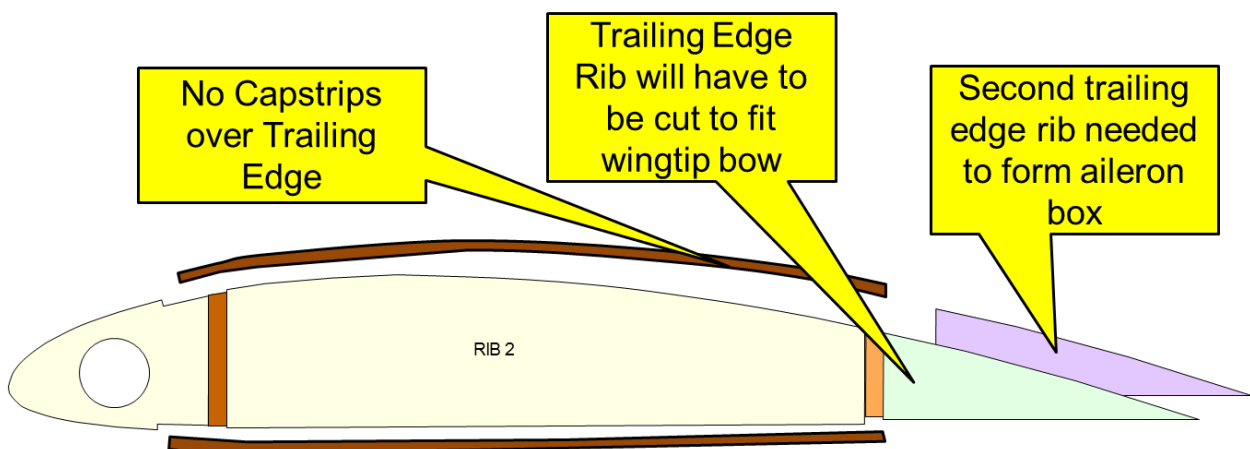 No Capstrips
over Trailing
Edge
Trailing Edge
Rib will have to
be cut to fit
wingtip bow
Second trailing
edge rib needed
to form aileron
box
RIB 2